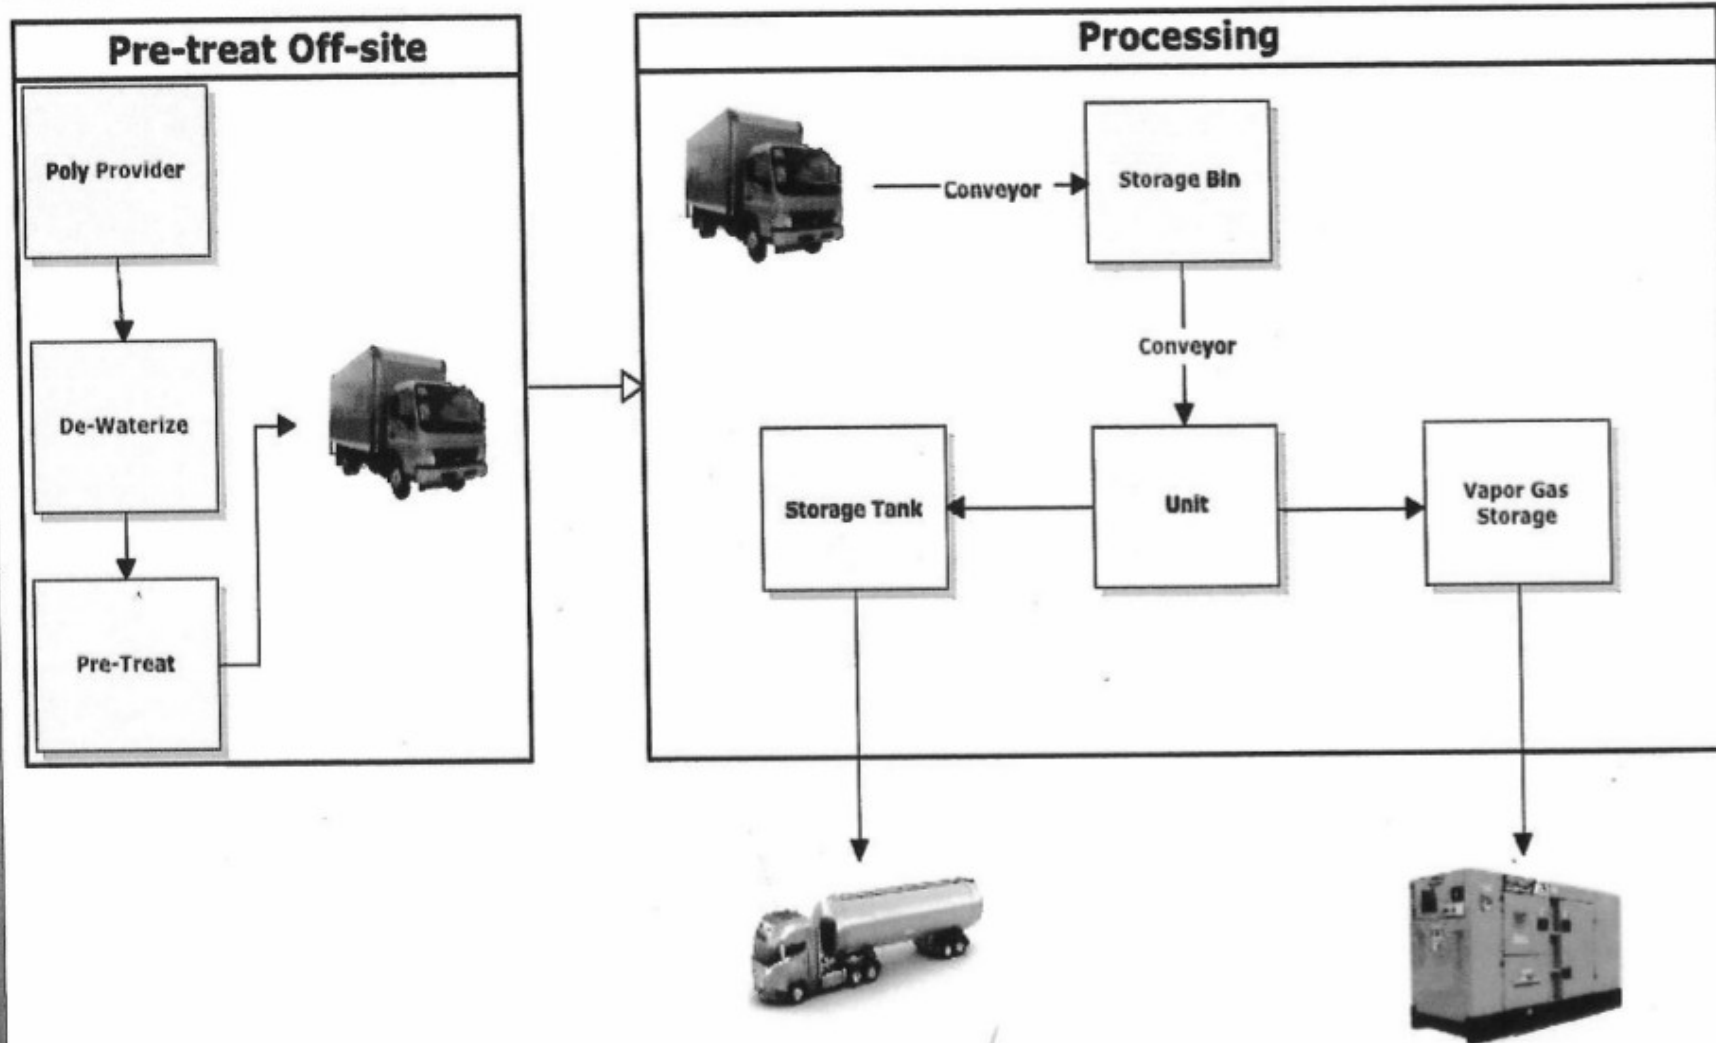 Pre-treat Off-site
Poly Provider
De-Waterize
Pre-Treat
Processing
Conveyor
Storage Bin
Conveyor
Storage Tank
Unit
Vapor Gas
Storage